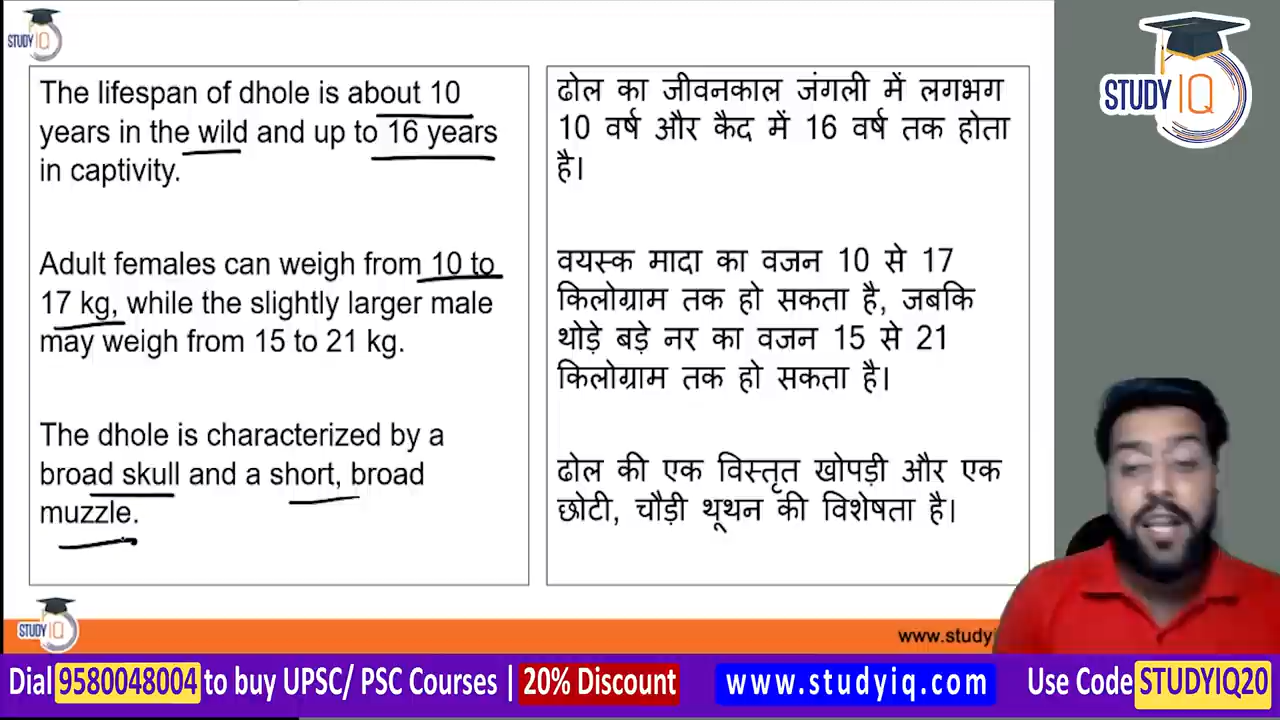 STUDY IQ
The lifespan of dhole is about 10
years in the wild and up to 16 years
in captivity.
Adult females can weigh from 10 to
17 kg, while the slightly larger male
may weigh from 15 to 21 kg.
The dhole is characterized by a
broad skull and a short, broad
muzzle.
ढोल का जीवनकाल जंगली में लगभग
10 वर्ष और कैद में 16 वर्ष तक होता
है।
वयस्क मादा का वजन 10 से 17
किलोग्राम तक हो सकता है, जबकि
थोड़े बड़े नर का वजन 15 से 21
किलोग्राम तक हो सकता है।
ढोल की एक विस्तृत खोपड़ी और एक
छोटी, चौड़ी थूथन की विशेषता है।
STUDY IQ
STUDY IQ
www.study
Dial 9580048004 to buy UPSC/ PSC Courses | 20% Discount www.studyiq.com Use Code STUDYIQ20